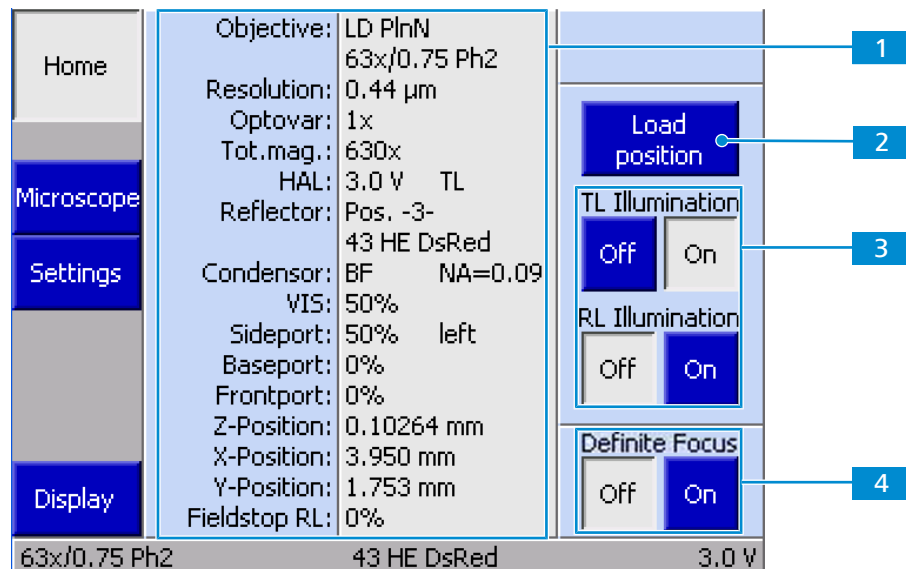 Home
Microscope
Settings
Display
Objective: LD PlnN
63x/0.75 Ph2
Resolution: 0.44 µm
Optovar: 1x
Tot.mag.: 630x
HAL: 3.0 V TL
Reflector: Pos. -3-
43 HE DsRed
Condensor: BF NA=0.09
VIS: 50%
Sideport: 50% left
Baseport: 0%
Frontport: 0%
Z-Position: 0.10264 mm
X-Position: 3.950 mm
Y-Position: 1.753 mm
Fieldstop RL: 0%
Load
position
TL Illumination
Off On
RL Illumination
Off On
Definite Focus
Off On
1
2
3
4
63x/0.75 Ph2 43 HE DsRed 3.0 V